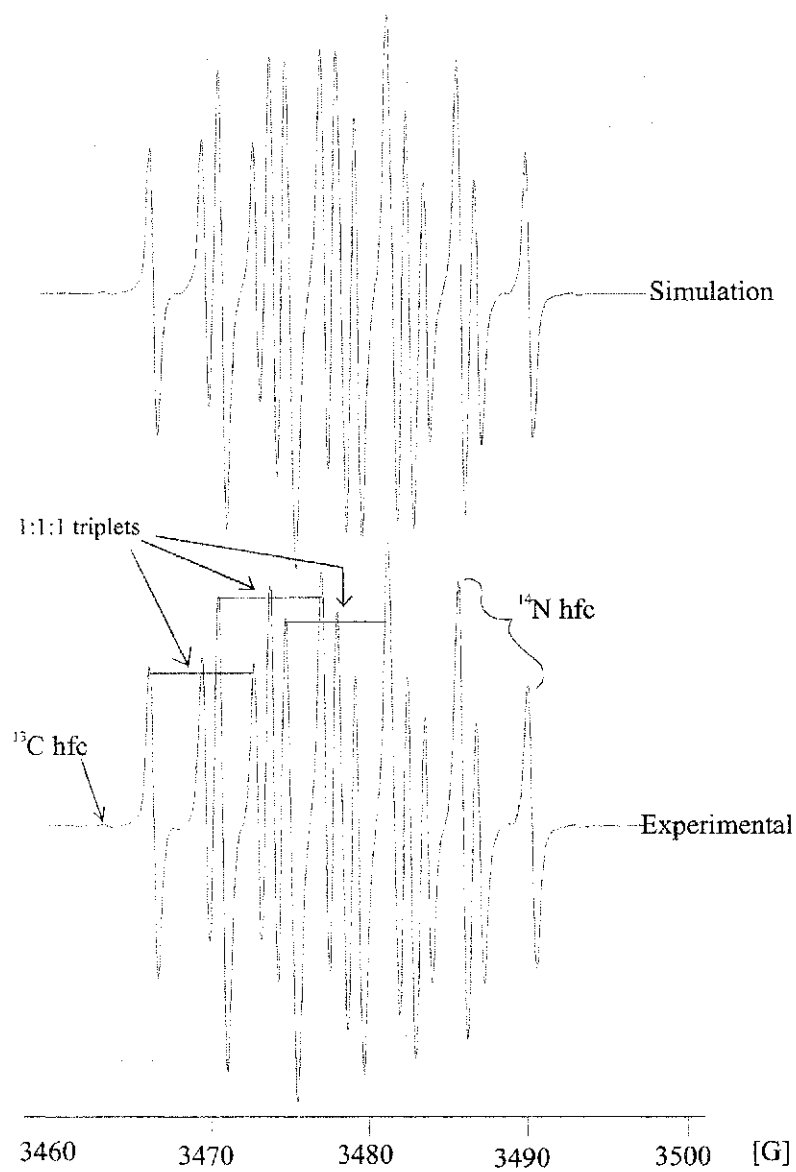 Simulation
1:1:1 triplets
¹⁴N hfc
¹³C hfc
Experimental
3460 3470 3480 3490 3500 [G]